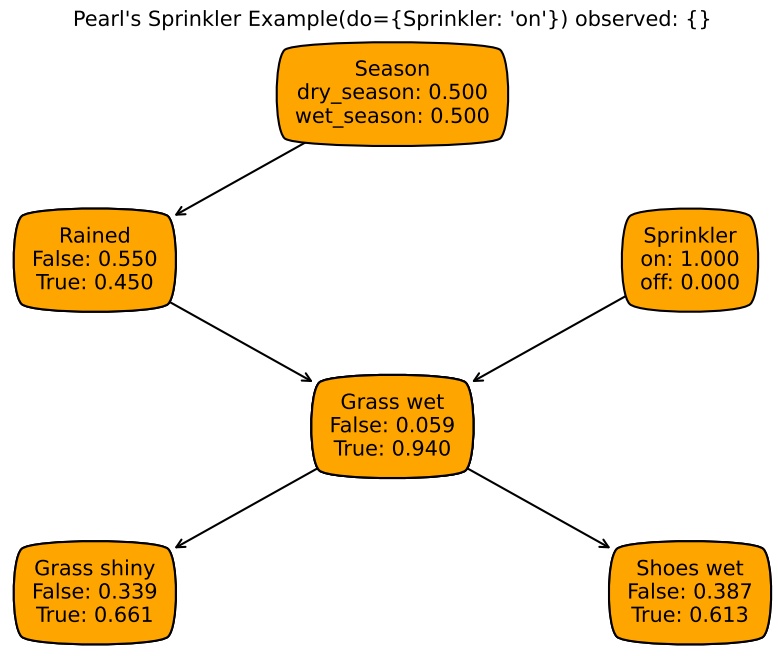 Pearl's Sprinkler Example(do={Sprinkler: 'on'}) observed: {}
Season
dry_season: 0.500
wet_season: 0.500
Rained
False: 0.550
True: 0.450
Sprinkler
on: 1.000
off: 0.000
Grass wet
False: 0.059
True: 0.940
Grass shiny
False: 0.339
True: 0.661
Shoes wet
False: 0.387
True: 0.613